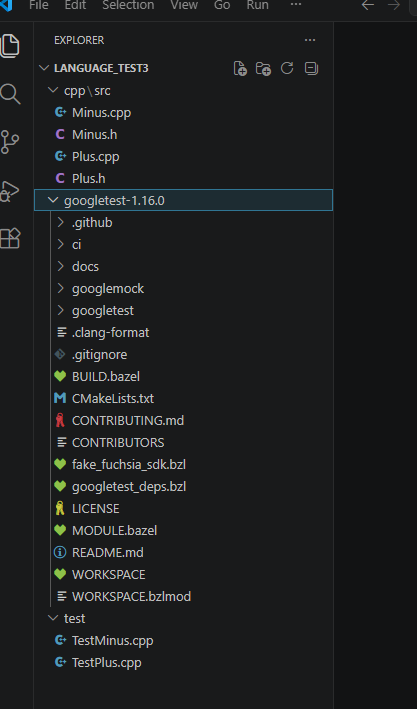 File Edit Selection View Go Run ...
EXPLORER ...
LANGUAGE_TEST3
cpp\src
Minus.cpp
C Minus.h
Plus.cpp
C Plus.h
googletest-1.16.0
.github
ci
docs
googlemock
googletest
.clang-format
.gitignore
BUILD.bazel
CMakeLists.txt
CONTRIBUTING.md
CONTRIBUTORS
fake_fuchsia_sdk.bzl
googletest_deps.bzl
LICENSE
MODULE.bazel
README.md
WORKSPACE
WORKSPACE.bzlmod
test
TestMinus.cpp
TestPlus.cpp